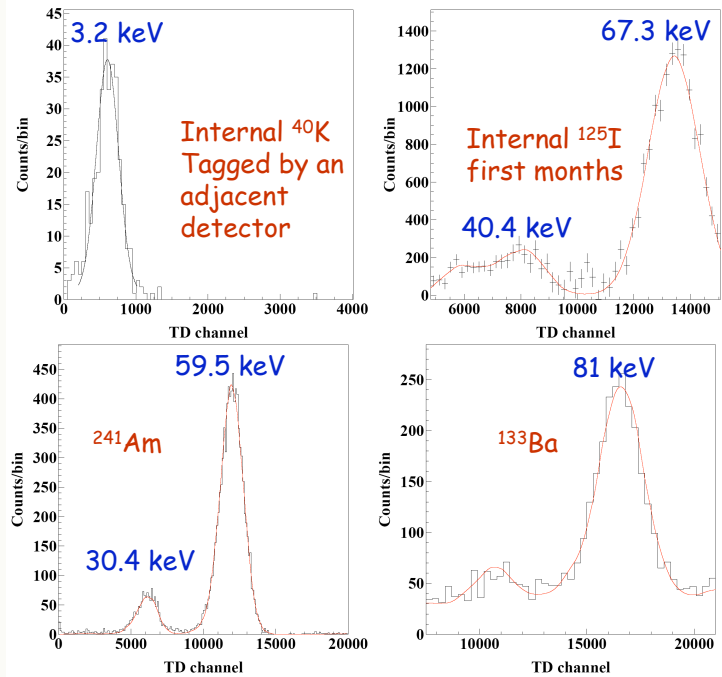 3.2 keV
45
40
35
30
25
20
15
10
5
0
Counts/bin
Internal ⁴⁰K
Tagged by an
adjacent
detector
0
1000
2000
3000
4000
TD channel
67.3 keV
1400
1200
1000
800
600
400
200
0
Counts/bin
Internal ¹²⁵I
first months
40.4 keV
6000
8000
10000
12000
14000
TD channel
59.5 keV
450
400
350
300
250
200
150
100
50
0
Counts/bin
²⁴¹Am
30.4 keV
0
5000
10000
15000
20000
TD channel
81 keV
250
200
150
100
50
0
Counts/bin
¹³³Ba
10000
15000
20000
TD channel